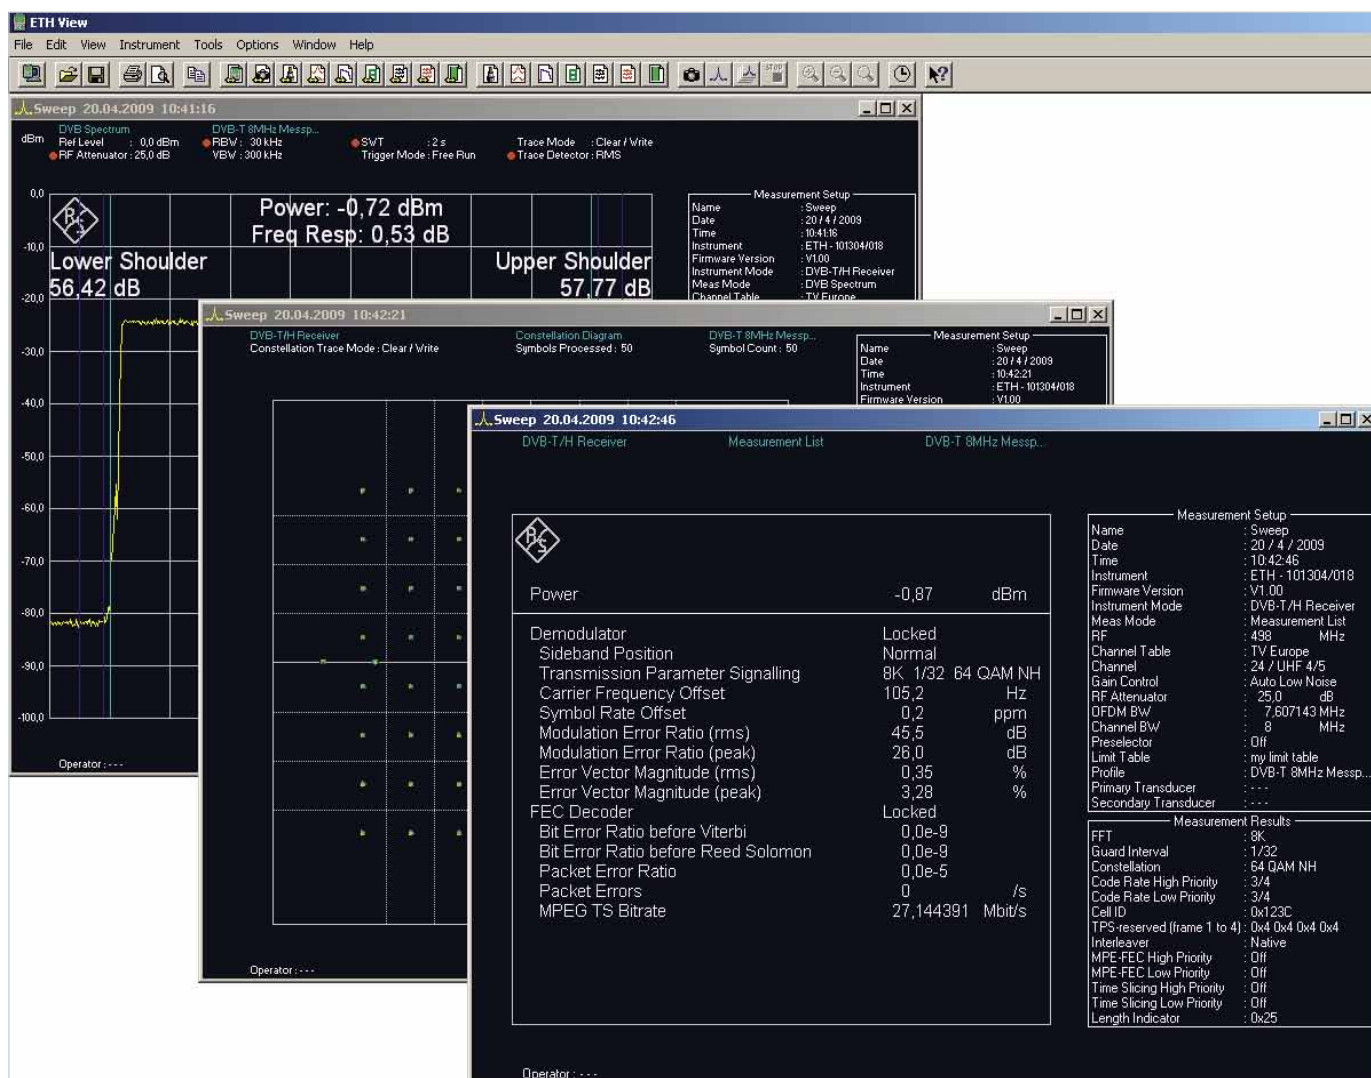 ETH View
File Edit View Instrument Tools Options Window Help
STOP
Sweep 20.04.2009 10:41:16
DVB Spectrum DVB-T 8MHz Messp...
dBm Ref Level : 0,0 dBm RBW : 30 kHz SWT : 2 s Trace Mode : Clear / Write
RF Attenuator : 25,0 dB VBW : 300 kHz Trigger Mode : Free Run Trace Detector : RMS
0,0
-10,0
-20,0
-30,0
-40,0
-50,0
-60,0
-70,0
-80,0
-90,0
-100,0
Power: -0,72 dBm
Freq Resp: 0,53 dB
Lower Shoulder
56,42 dB
Upper Shoulder
57,77 dB
Measurement Setup
Name : Sweep
Date : 20 / 4 / 2009
Time : 10:41:16
Instrument : ETH - 101304/018
Firmware Version : V1.00
Instrument Mode : DVB-T/H Receiver
Meas Mode : DVB Spectrum
Channel Table : TV Europe
Operator : - - -
Sweep 20.04.2009 10:42:21
DVB-T/H Receiver Constellation Diagram DVB-T 8MHz Messp...
Constellation Trace Mode : Clear / Write Symbols Processed : 50 Symbol Count : 50
Measurement Setup
Name : Sweep
Date : 20 / 4 / 2009
Time : 10:42:21
Instrument : ETH - 101304/018
Firmware Version : V1.00
Operator : - - -
Sweep 20.04.2009 10:42:46
DVB-T/H Receiver Measurement List DVB-T 8MHz Messp...
Power -0,87 dBm
Demodulator Locked
Sideband Position Normal
Transmission Parameter Signalling 8K 1/32 64 QAM NH
Carrier Frequency Offset 105,2 Hz
Symbol Rate Offset 0,2 ppm
Modulation Error Ratio (rms) 45,5 dB
Modulation Error Ratio (peak) 26,0 dB
Error Vector Magnitude (rms) 0,35 %
Error Vector Magnitude (peak) 3,28 %
FEC Decoder Locked
Bit Error Ratio before Viterbi 0,0e-9
Bit Error Ratio before Reed Solomon 0,0e-9
Packet Error Ratio 0,0e-5
Packet Errors 0 /s
MPEG TS Bitrate 27,144391 Mbit/s
Measurement Setup
Name : Sweep
Date : 20 / 4 / 2009
Time : 10:42:46
Instrument : ETH - 101304/018
Firmware Version : V1.00
Instrument Mode : DVB-T/H Receiver
Meas Mode : Measurement List
RF : 498 MHz
Channel Table : TV Europe
Channel : 24 / UHF 4/5
Gain Control : Auto Low Noise
RF Attenuator : 25,0 dB
OFDM BW : 7,607143 MHz
Channel BW : 8 MHz
Preselector : Off
Limit Table : my limit table
Profile : DVB-T 8MHz Messp...
Primary Transducer : - - -
Secondary Transducer : - - -
Measurement Results
FFT : 8K
Guard Interval : 1/32
Constellation : 64 QAM NH
Code Rate High Priority : 3/4
Code Rate Low Priority : 3/4
Cell ID : 0x123C
TPS-reserved (frame 1 to 4) : 0x4 0x4 0x4 0x4
Interleaver : Native
MPE-FEC High Priority : Off
MPE-FEC Low Priority : Off
Time Slicing High Priority : Off
Time Slicing Low Priority : Off
Length Indicator : 0x25
Operator : - - -